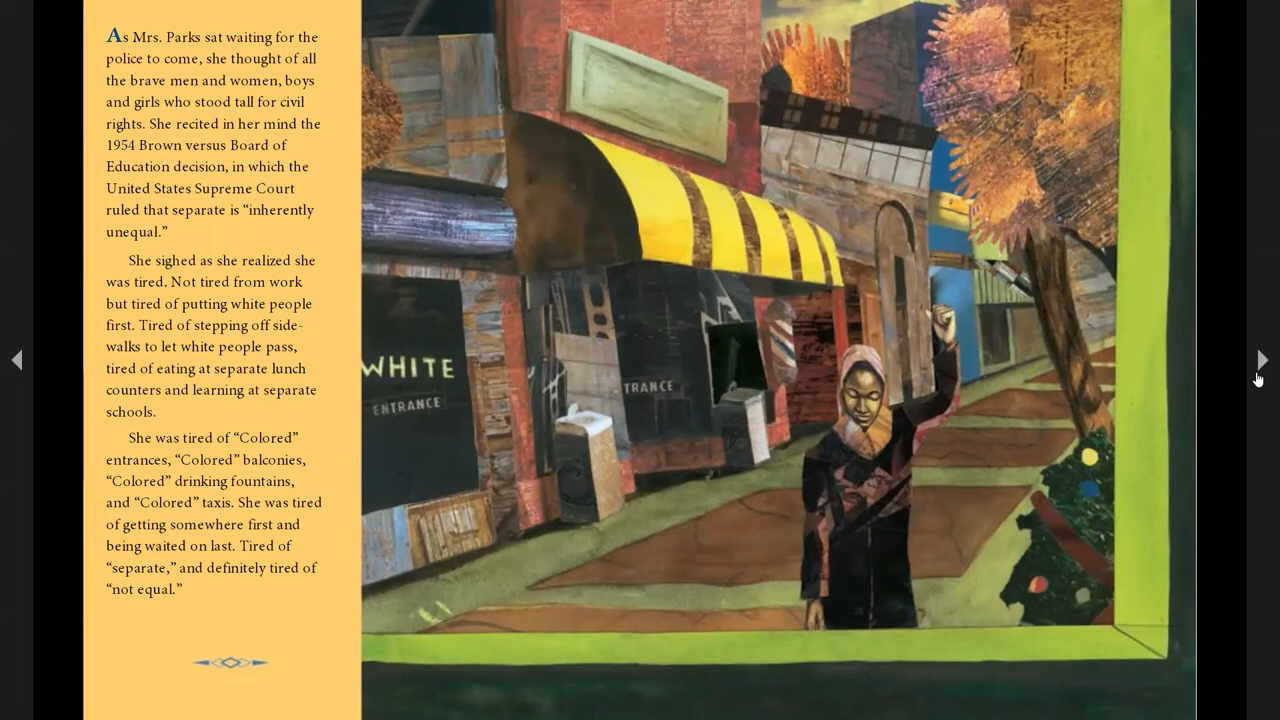 As Mrs. Parks sat waiting for the
police to come, she thought of all
the brave men and women, boys
and girls who stood tall for civil
rights. She recited in her mind the
1954 Brown versus Board of
Education decision, in which the
United States Supreme Court
ruled that separate is “inherently
unequal.”
She sighed as she realized she
was tired. Not tired from work
but tired of putting white people
first. Tired of stepping off side-
walks to let white people pass,
tired of eating at separate lunch
counters and learning at separate
schools.
She was tired of “Colored”
entrances, “Colored” balconies,
“Colored” drinking fountains,
and “Colored” taxis. She was tired
of getting somewhere first and
being waited on last. Tired of
“separate,” and definitely tired of
“not equal.”
WHITE
ENTRANCE
TRANCE